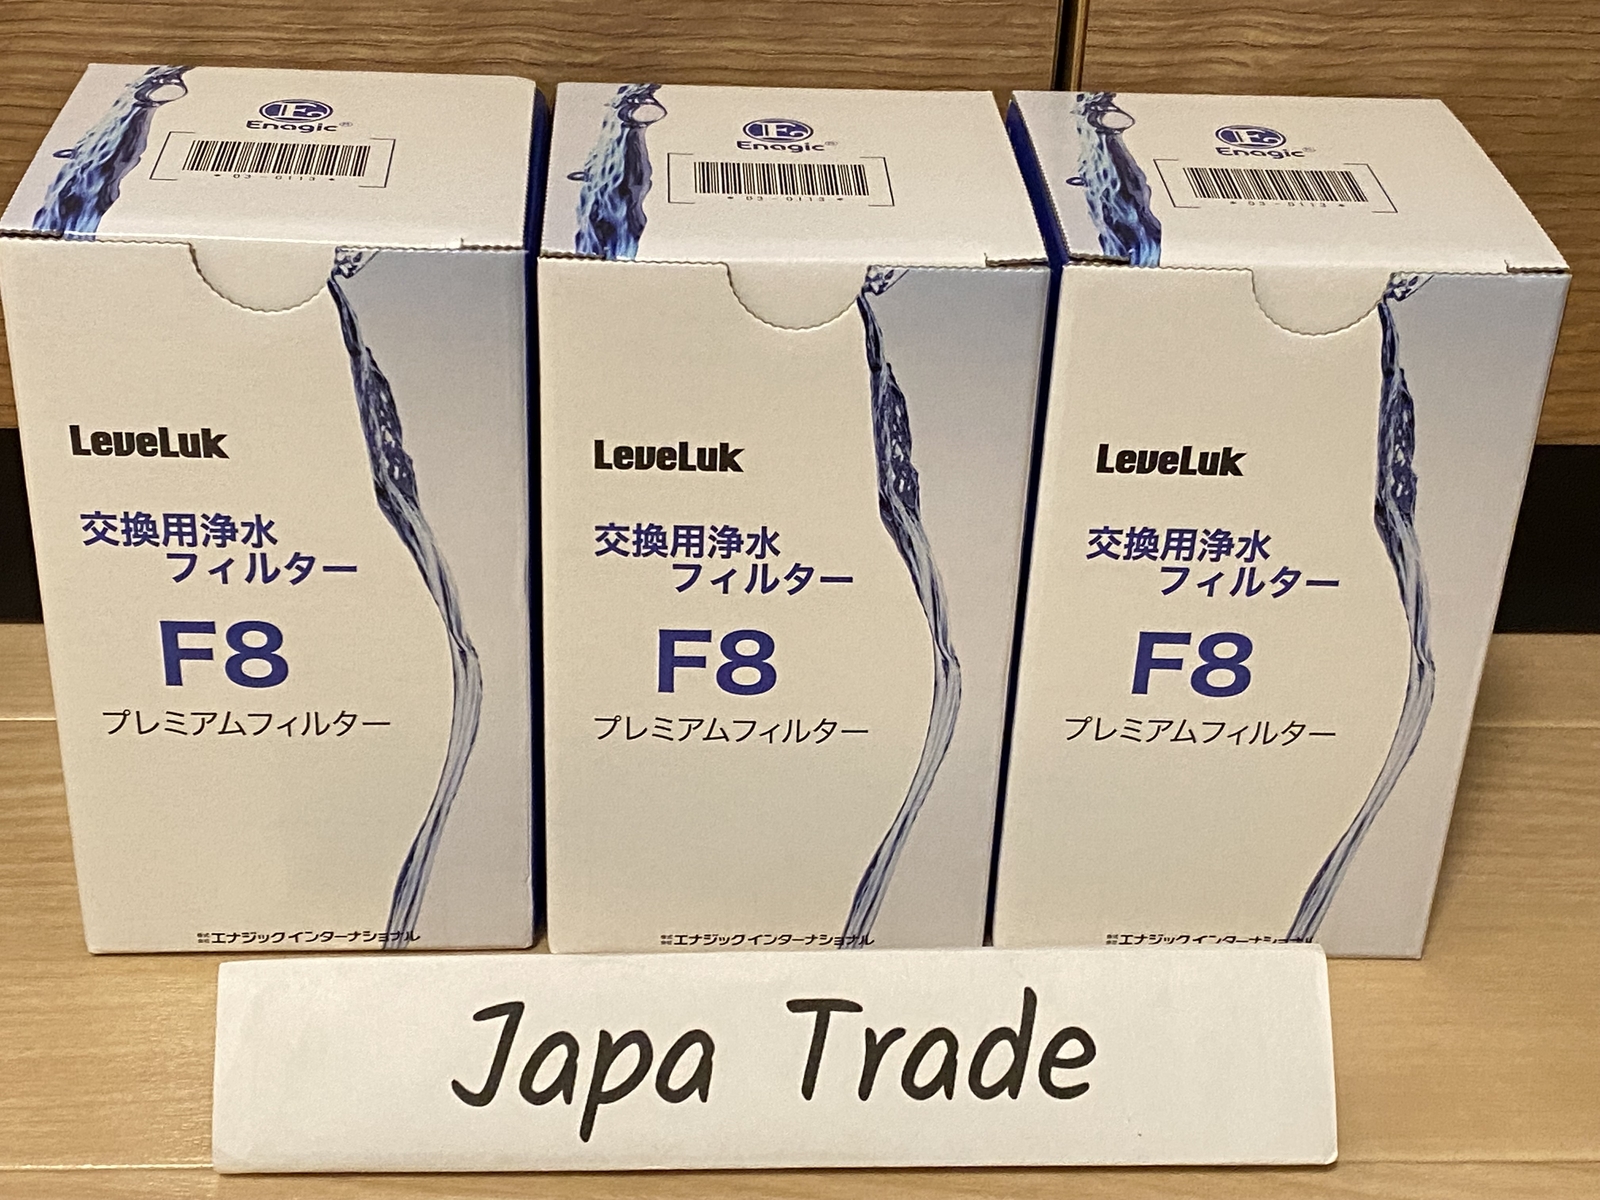 Enagic®
* 03-0113 *
LeveLuk
交換用浄水
フィルター
F8
プレミアムフィルター
株式会社エナジックインターナショナル
Enagic®
* 03-0113 *
LeveLuk
交換用浄水
フィルター
F8
プレミアムフィルター
株式会社エナジックインターナショナル
Enagic®
* 03-0113 *
LeveLuk
交換用浄水
フィルター
F8
プレミアムフィルター
株式会社エナジックインターナショナル
Japa Trade